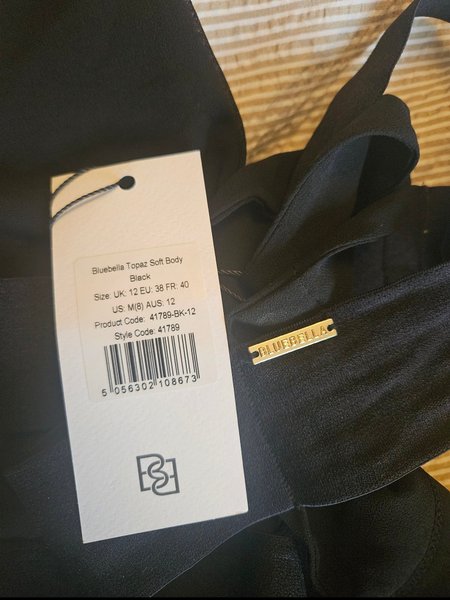 Bluebella Topaz Soft Body
Black
Size: UK: 12 EU: 38 FR: 40
US: M(8) AUS: 12
Product Code: 41789-BK-12
Style Code: 41789
5 056302 108673
BLUEBELLA